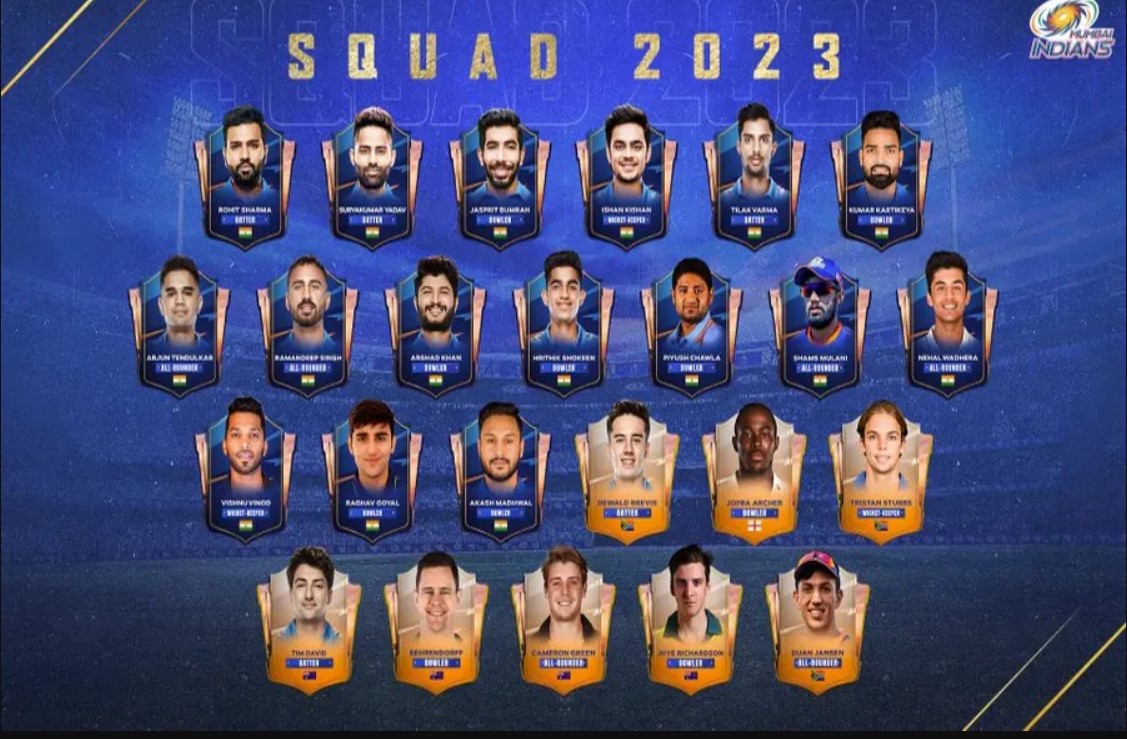 SQUAD 2023
MUMBAI
INDIANS
ROHIT SHARMA
BATTER
SURYAKUMAR YADAV
BATTER
JASPRIT BUMRAH
BOWLER
ISHAN KISHAN
WICKET-KEEPER
TILAK VARMA
BATTER
KUMAR KARTIKEYA
BOWLER
ARJUN TENDULKAR
ALL-ROUNDER
RAMANDEEP SINGH
ALL-ROUNDER
ARSHAD KHAN
BOWLER
HRITHIK SHOKEEN
BOWLER
PIYUSH CHAWLA
BOWLER
SHAMS MULANI
ALL-ROUNDER
NEHAL WADHERA
ALL-ROUNDER
VISHNU VINOD
WICKET-KEEPER
RAGHAV GOYAL
BOWLER
AKASH MADHWAL
BOWLER
DEWALD BREVIS
BATTER
JOFRA ARCHER
BOWLER
TRISTAN STUBBS
WICKET-KEEPER
TIM DAVID
BATTER
BEHRENDORFF
BOWLER
CAMERON GREEN
ALL-ROUNDER
JHYE RICHARDSON
BOWLER
DUAN JANSEN
ALL-ROUNDER